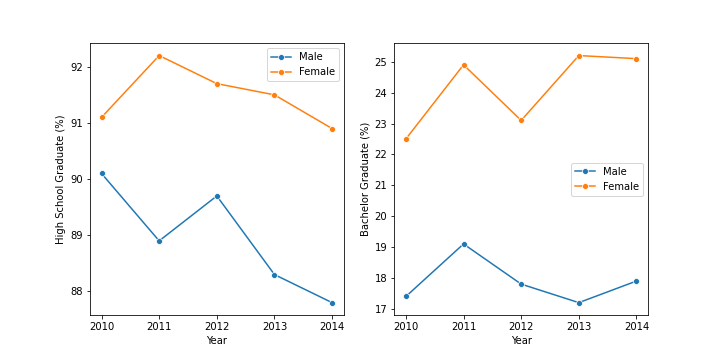 High School Graduate (%)
92
91
90
89
88
2010 2011 2012 2013 2014
Year
Male
Female
Bachelor Graduate (%)
25
24
23
22
21
20
19
18
17
2010 2011 2012 2013 2014
Year
Male
Female